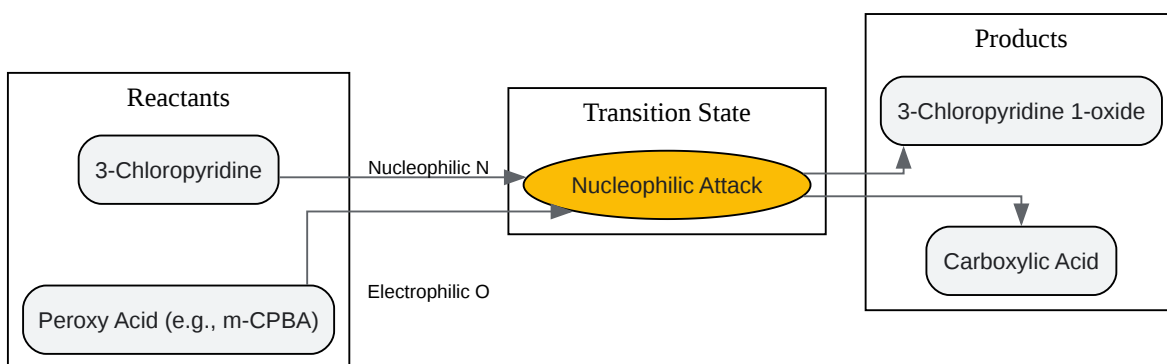 Reactants
3-Chloropyridine
Peroxy Acid (e.g., m-CPBA)
Nucleophilic N
Electrophilic O
Transition State
Nucleophilic Attack
Products
3-Chloropyridine 1-oxide
Carboxylic Acid